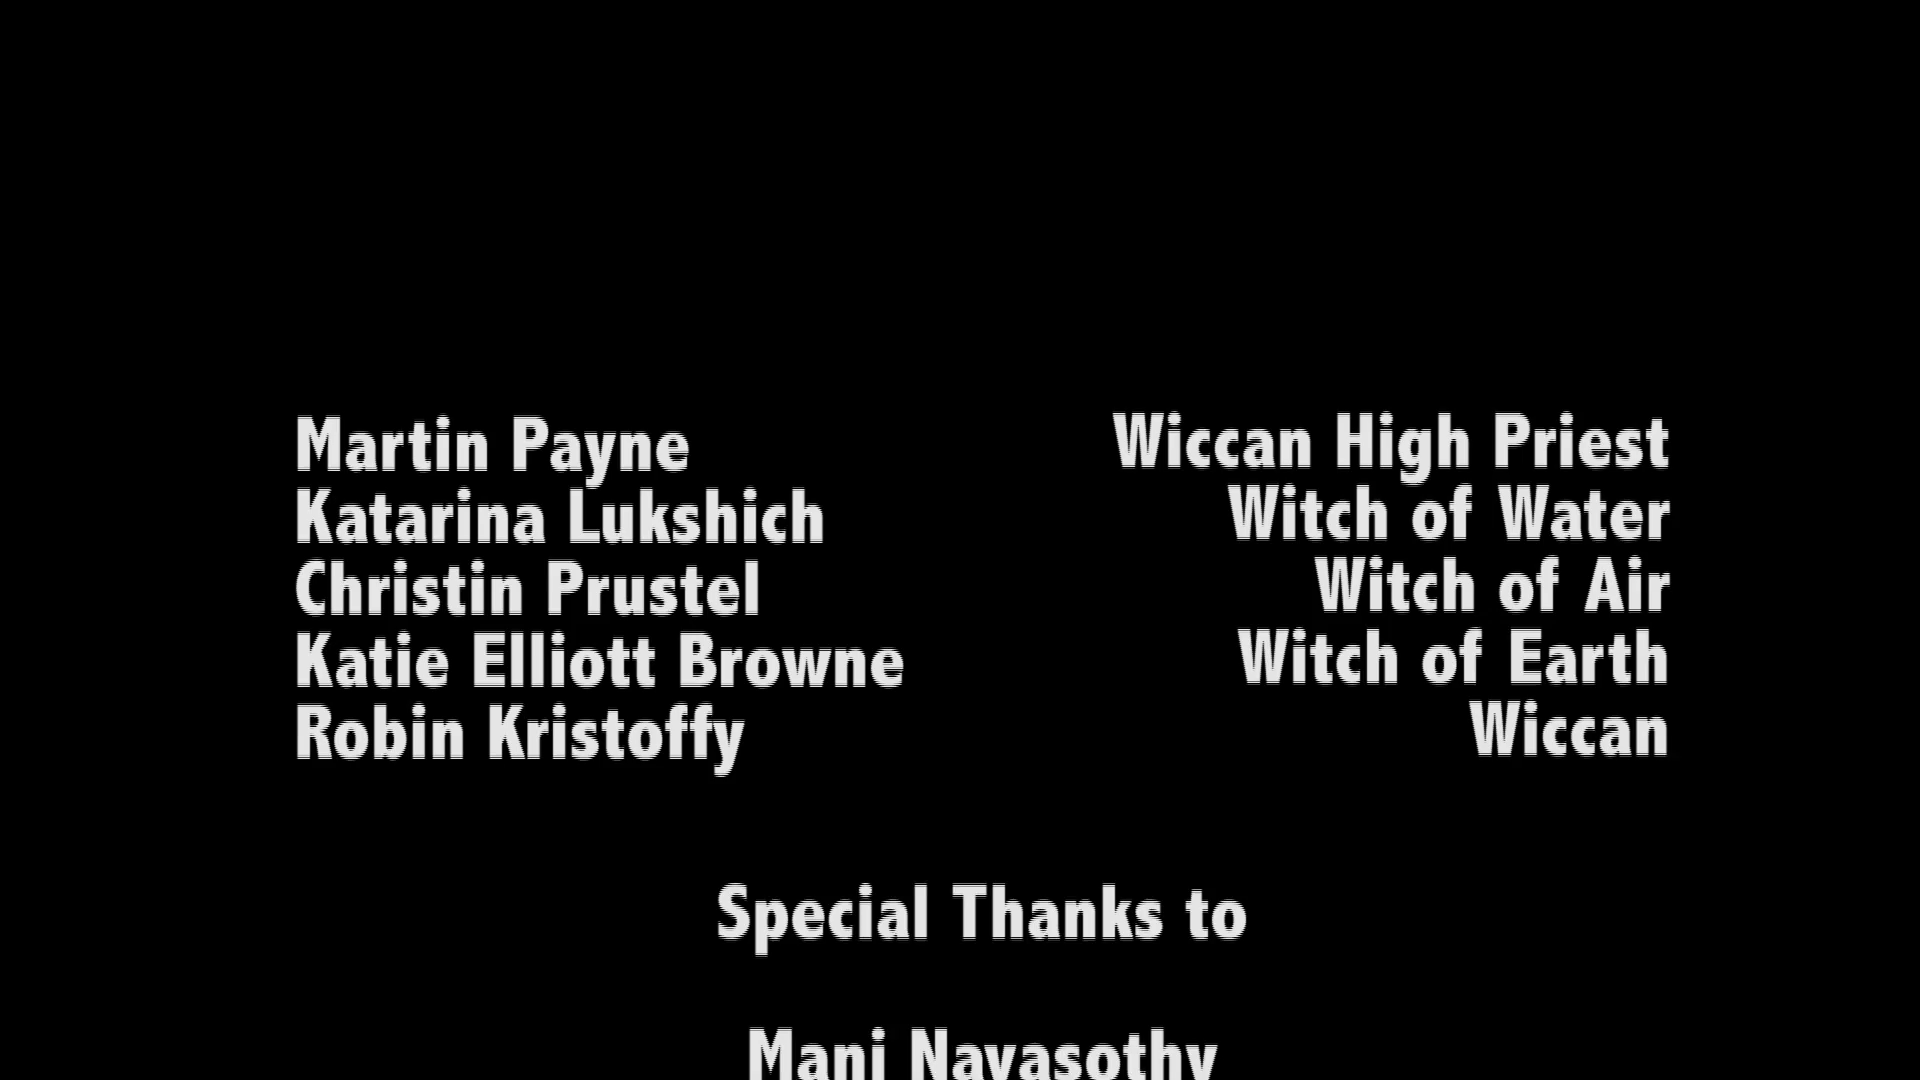 Martin Payne Wiccan High Priest
Katarina Lukshich Witch of Water
Christin Prustel Witch of Air
Katie Elliott Browne Witch of Earth
Robin Kristoffy Wiccan
Special Thanks to
Mani Navasothy